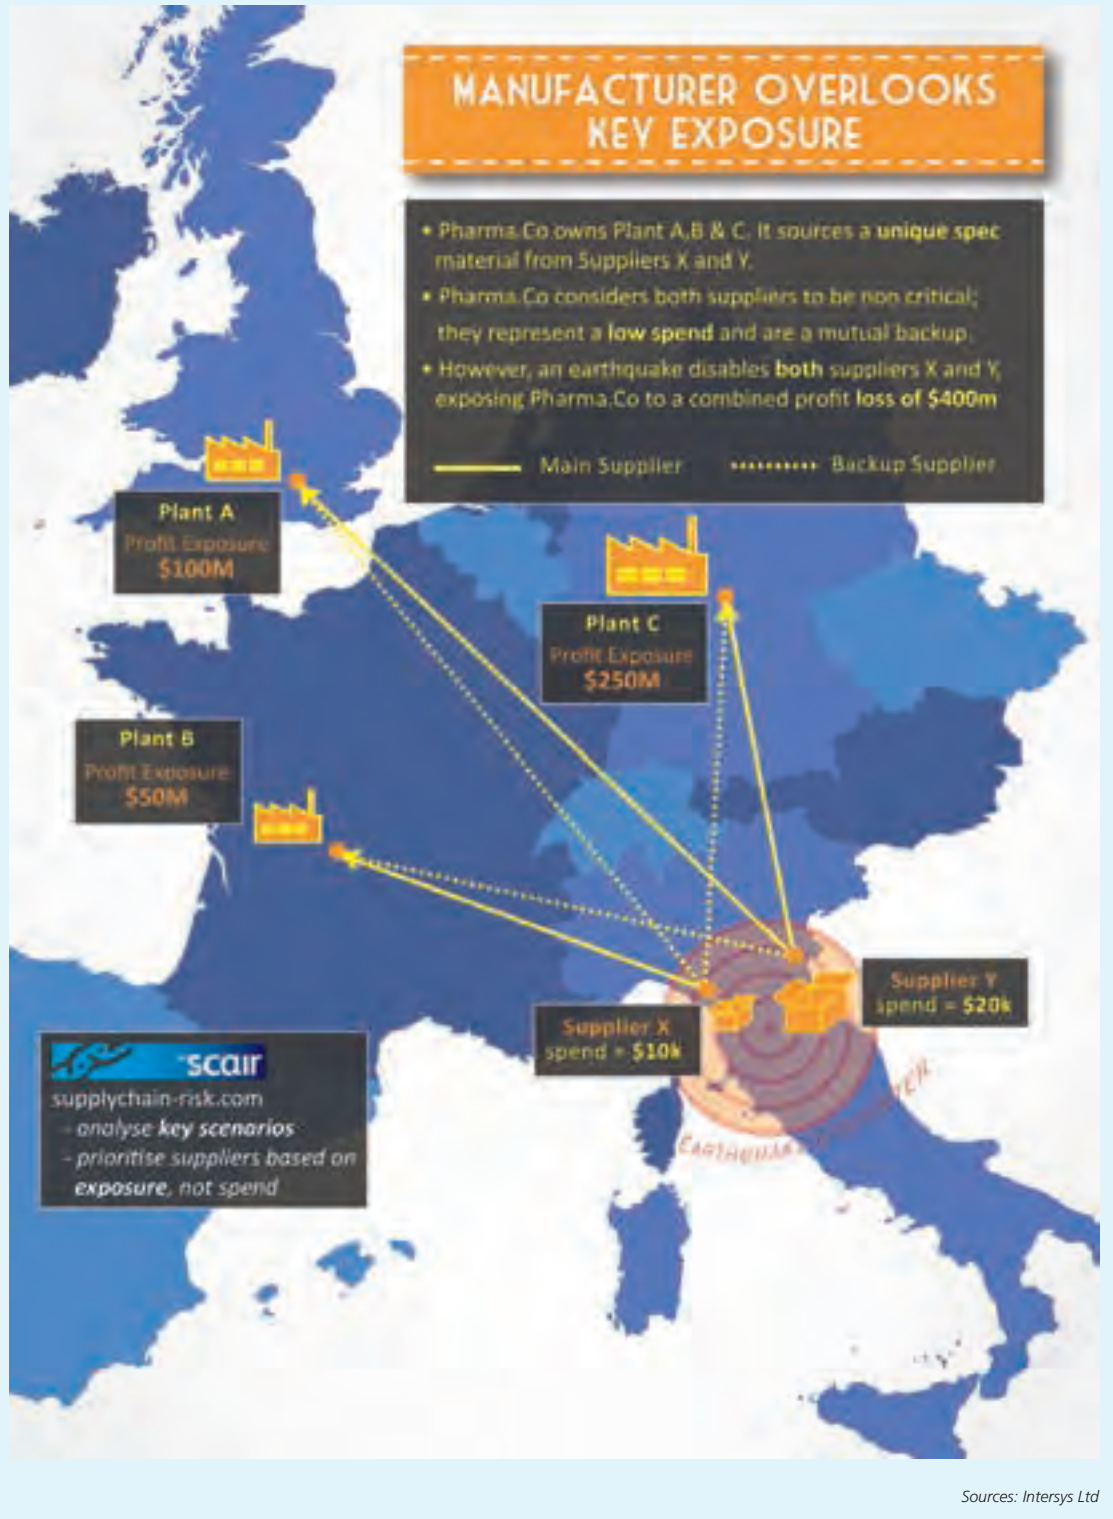 MANUFACTURER OVERLOOKS
KEY EXPOSURE
• Pharma.Co owns Plant A,B & C. It sources a unique spec
material from Suppliers X and Y.
• Pharma.Co considers both suppliers to be non critical;
they represent a low spend and are a mutual backup.
• However, an earthquake disables both suppliers X and Y,
exposing Pharma.Co to a combined profit loss of $400m
Main Supplier
Backup Supplier
Plant A
Profit Exposure
$100M
Plant C
Profit Exposure
$250M
Plant B
Profit Exposure
$50M
Supplier Y
spend = $20k
Supplier X
spend = $10k
EARTHQUAKE
scair
supplychain-risk.com
- analyse key scenarios
- prioritise suppliers based on
exposure, not spend
Sources: Intersys Ltd